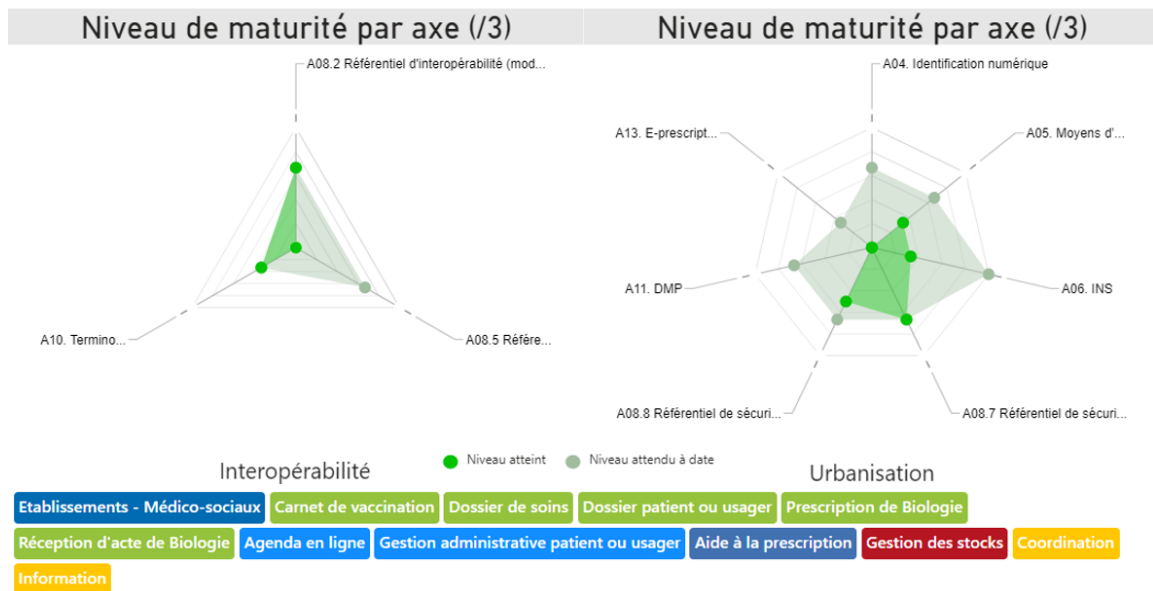 Niveau de maturité par axe (/3)
Niveau de maturité par axe (/3)
A08.2 Référentiel d'interopérabilité (mod...
A10. Termino...
A08.5 Référe...
A04. Identification numérique
A13. E-prescript...
A05. Moyens d'...
A11. DMP
A06. INS
A08.8 Référentiel de sécuri...
A08.7 Référentiel de sécuri...
Interopérabilité
Niveau atteint
Niveau attendu à date
Urbanisation
Etablissements - Médico-sociaux Carnet de vaccination Dossier de soins Dossier patient ou usager Prescription de Biologie
Réception d'acte de Biologie Agenda en ligne Gestion administrative patient ou usager Aide à la prescription Gestion des stocks Coordination
Information